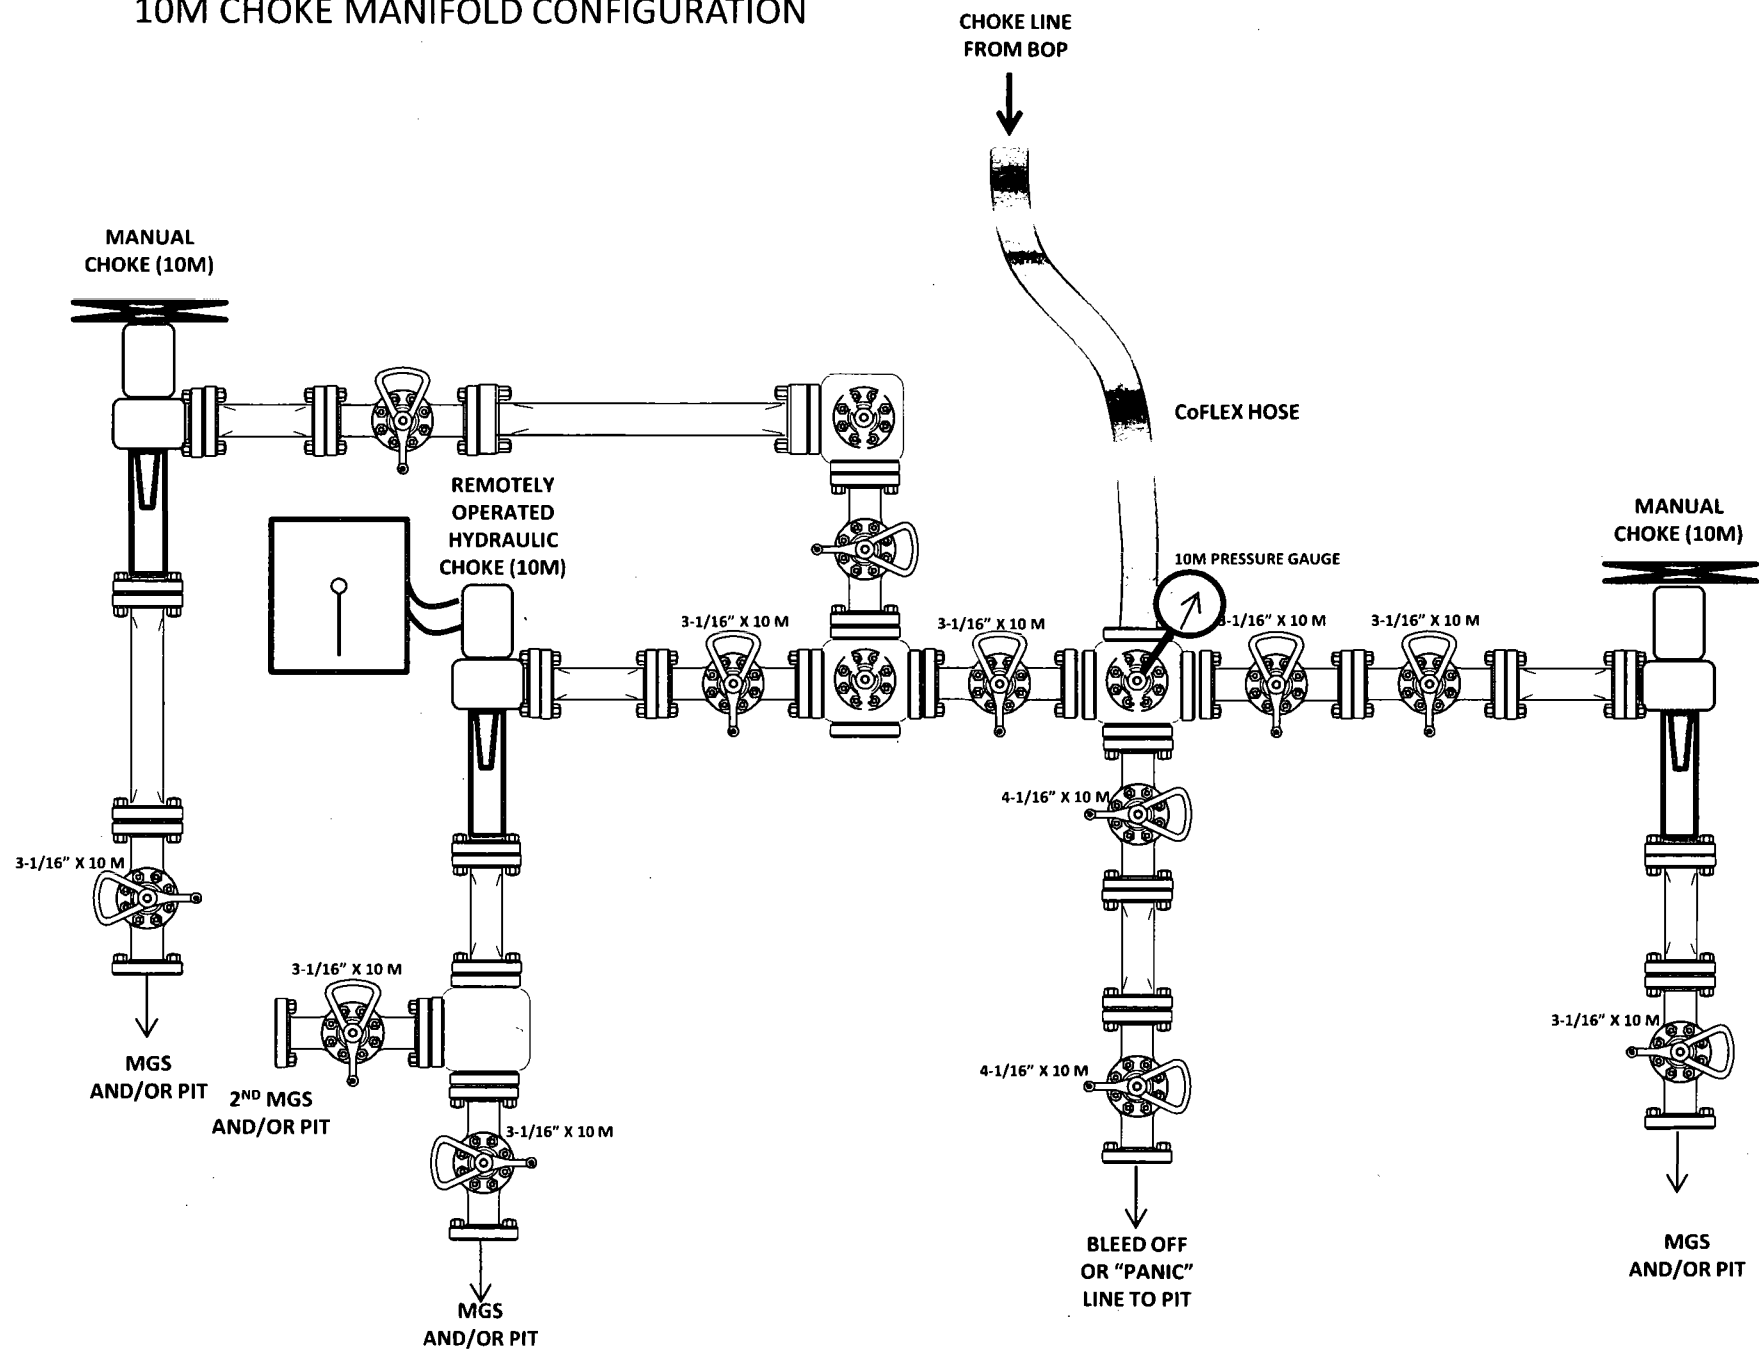 10M CHOKE MANIFOLD CONFIGURATION
CHOKE LINE
FROM BOP
MANUAL
CHOKE (10M)
CoFLEX HOSE
REMOTELY
OPERATED
HYDRAULIC
CHOKE (10M)
MANUAL
CHOKE (10M)
10M PRESSURE GAUGE
3-1/16" X 10 M
3-1/16" X 10 M
3-1/16" X 10 M
3-1/16" X 10 M
4-1/16" X 10 M
3-1/16" X 10 M
3-1/16" X 10 M
3-1/16" X 10 M
MGS
AND/OR PIT
2ND MGS
AND/OR PIT
4-1/16" X 10 M
3-1/16" X 10 M
BLEED OFF
OR "PANIC"
LINE TO PIT
MGS
AND/OR PIT
MGS
AND/OR PIT